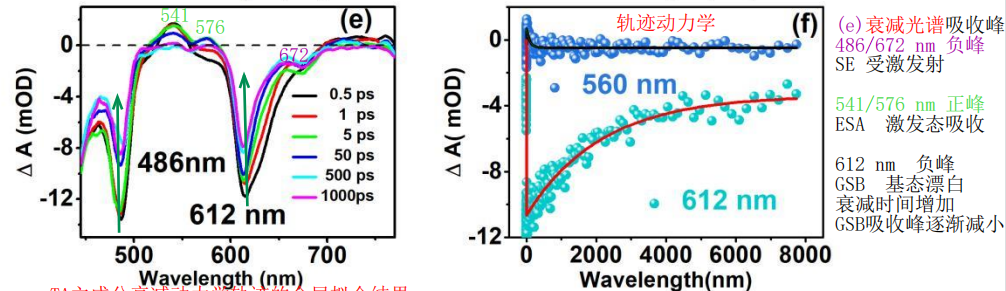 (e)
541
576
672
0
-4
-8
-12
Δ A (mOD)
486nm
612 nm
0.5 ps
1 ps
5 ps
50 ps
500 ps
1000ps
500
600
700
Wavelength (nm)
轨迹动力学
(f)
0
-4
-8
-12
Δ A( mOD)
560 nm
612 nm
0
2000
4000
6000
8000
Wavelength(nm)
(e)衰减光谱吸收峰
486/672 nm 负峰
SE 受激发射
541/576 nm 正峰
ESA 激发态吸收
612 nm 负峰
GSB 基态漂白
衰减时间增加
GSB吸收峰逐渐减小